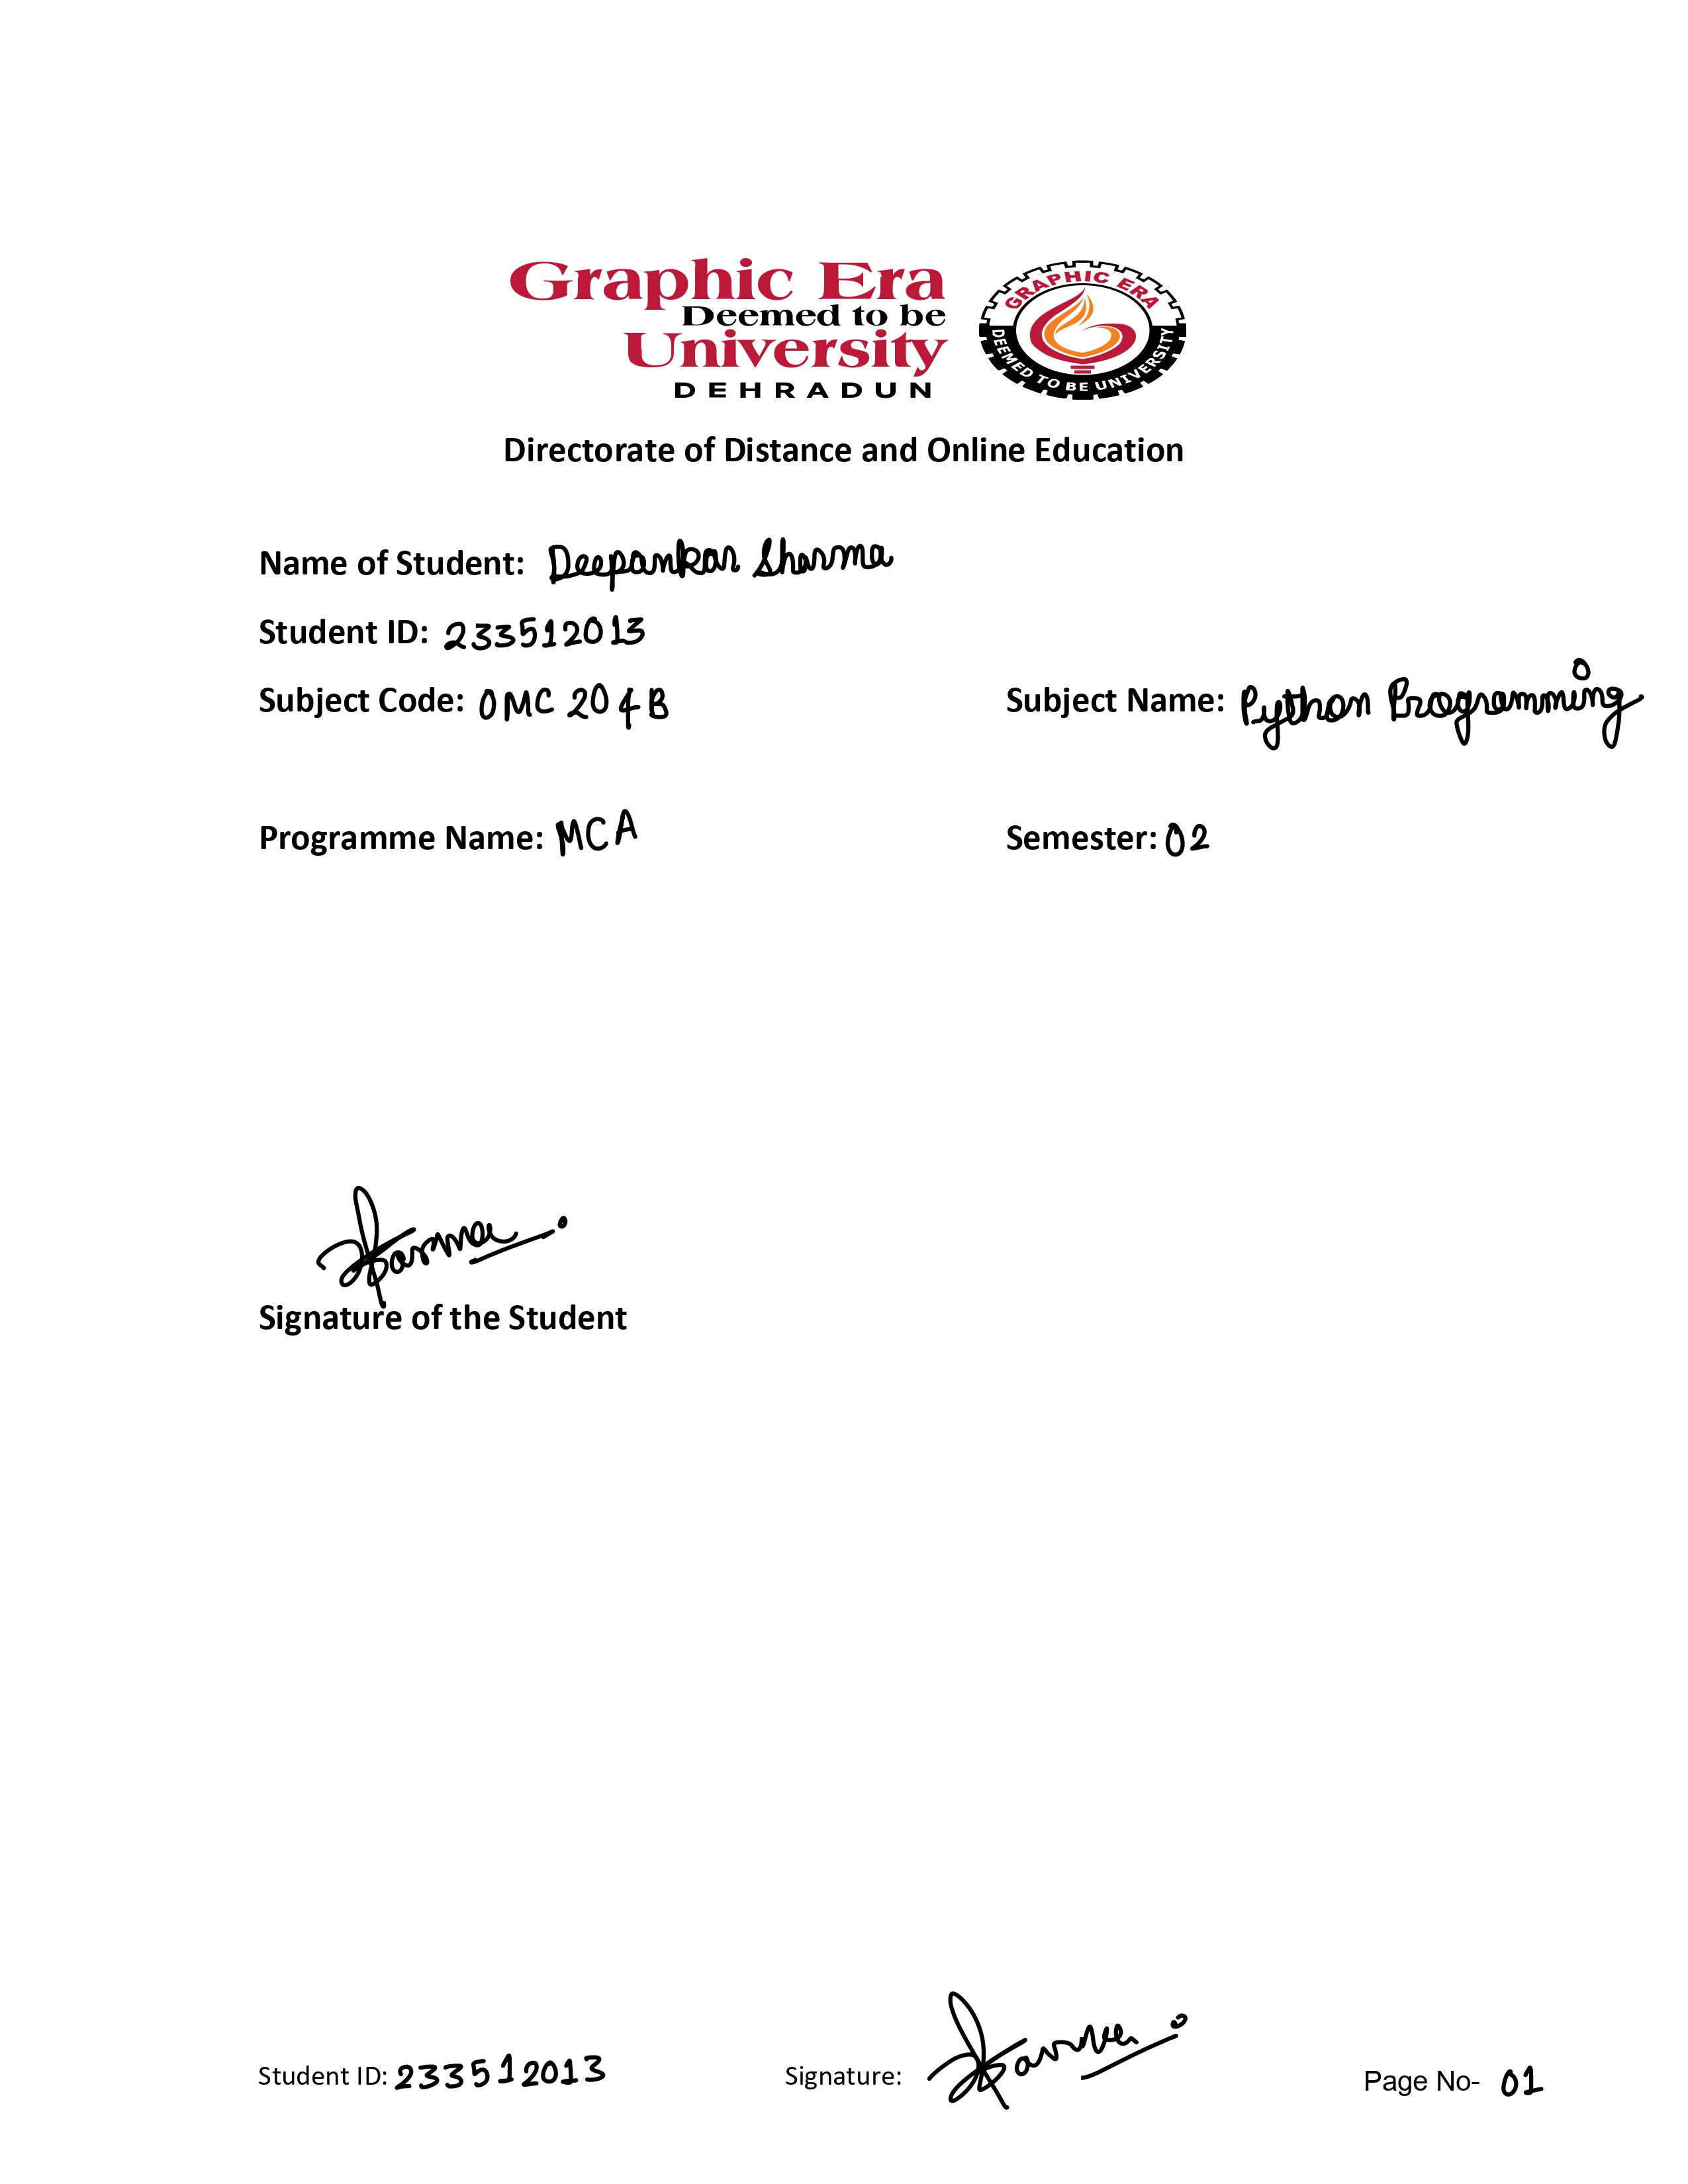 Graphic Era
Deemed to be
University
DEHRADUN
GRAPHIC ERA
DEEMED TO BE UNIVERSITY
Directorate of Distance and Online Education
Name of Student: Deepankar Sharma
Student ID: 233512013
Subject Code: OMC 204B Subject Name: Python Programming
Programme Name: MCA Semester: 02
Sharma
Signature of the Student
Student ID: 233512013 Signature: Sharma Page No- 01